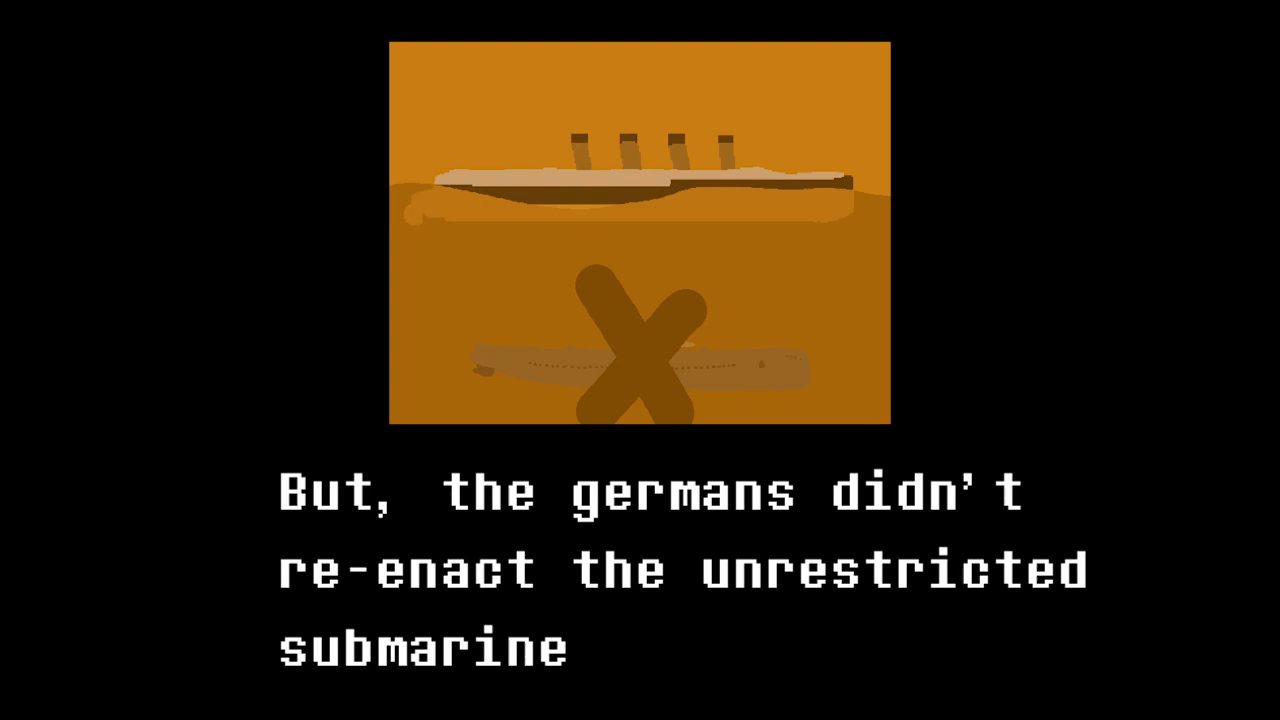 But, the germans didn't
re-enact the unrestricted
submarine